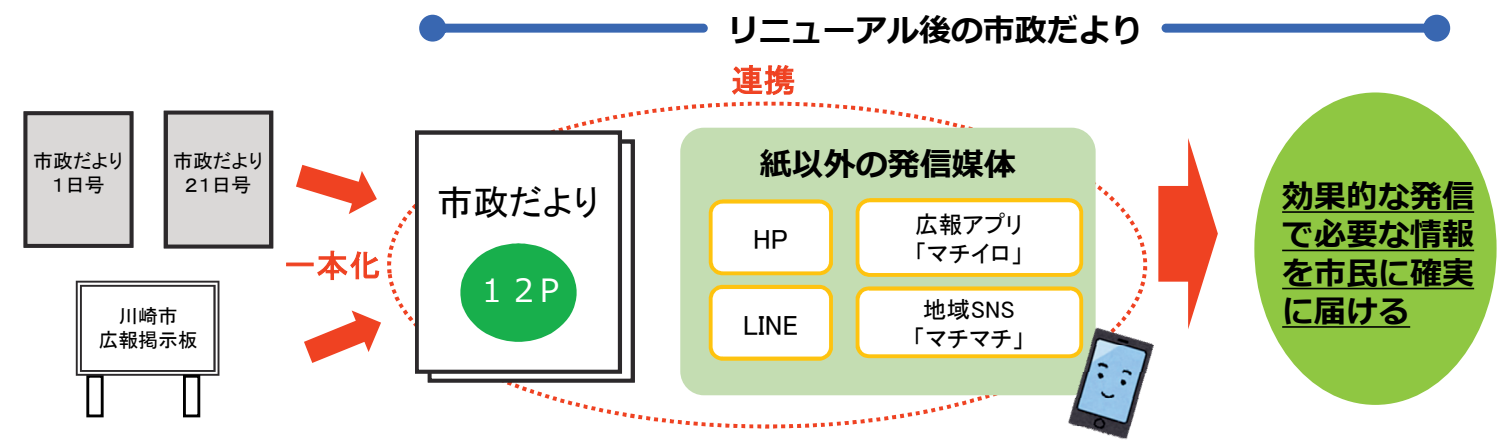 リニューアル後の市政だより
連携
市政だより
1日号
市政だより
21日号
一本化
川崎市
広報掲示板
市政だより
１２P
紙以外の発信媒体
HP
広報アプリ
「マチイロ」
LINE
地域SNS
「マチマチ」
効果的な発信
で必要な情報
を市民に確実
に届ける